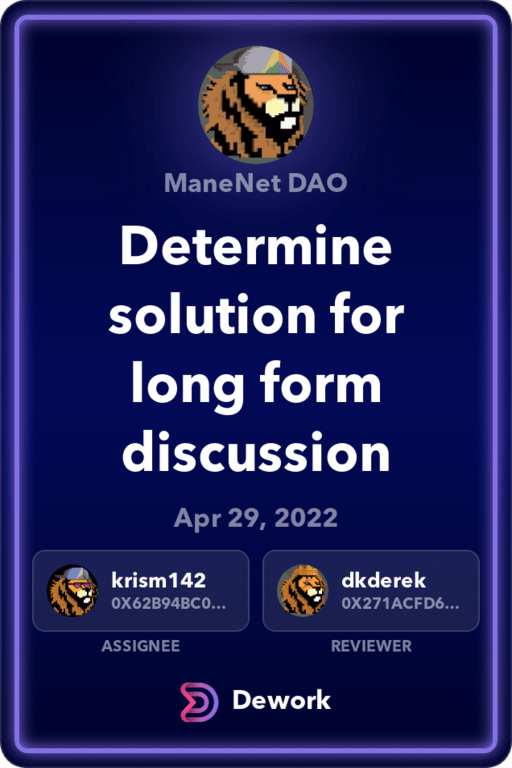 ManeNet DAO
Determine
solution for
long form
discussion
Apr 29, 2022
krism142
0X62B94BC0...
dkderek
0X271ACFD6...
ASSIGNEE
REVIEWER
Dework